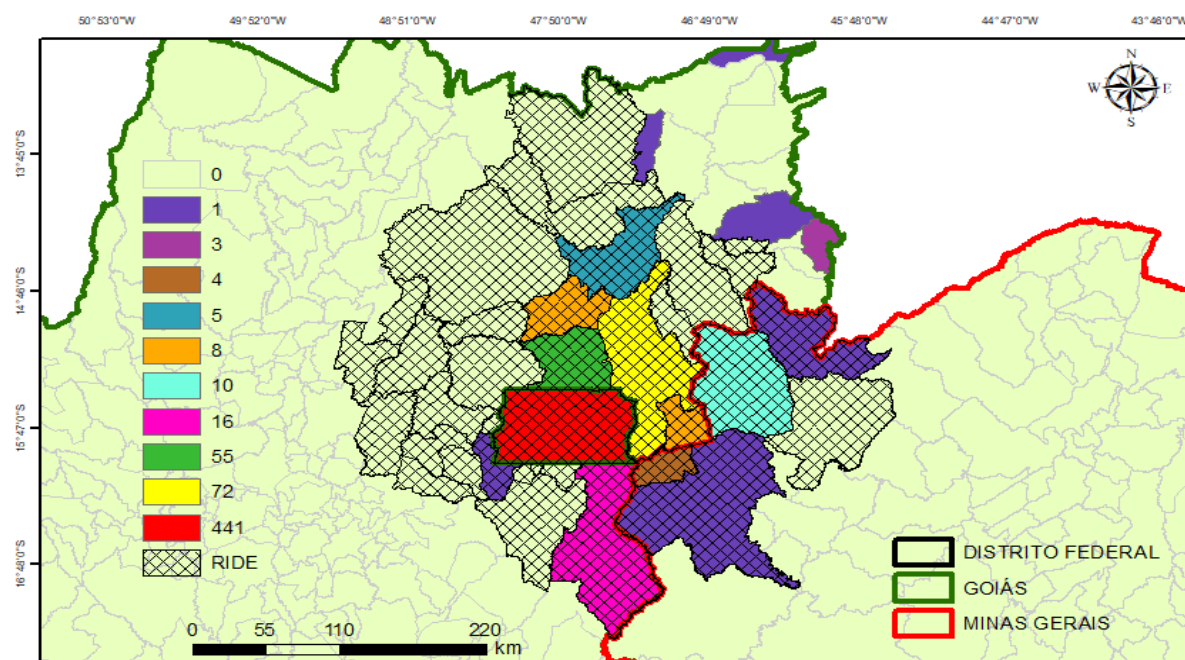 50°53'0"W 49°52'0"W 48°51'0"W 47°50'0"W 46°49'0"W 45°48'0"W 44°47'0"W 43°46'0"W
N
W E
S
13°45'0"S
14°46'0"S
15°47'0"S
16°48'0"S
0
1
3
4
5
8
10
16
55
72
441
RIDE
DISTRITO FEDERAL
GOIÁS
MINAS GERAIS
0 55 110 220
km